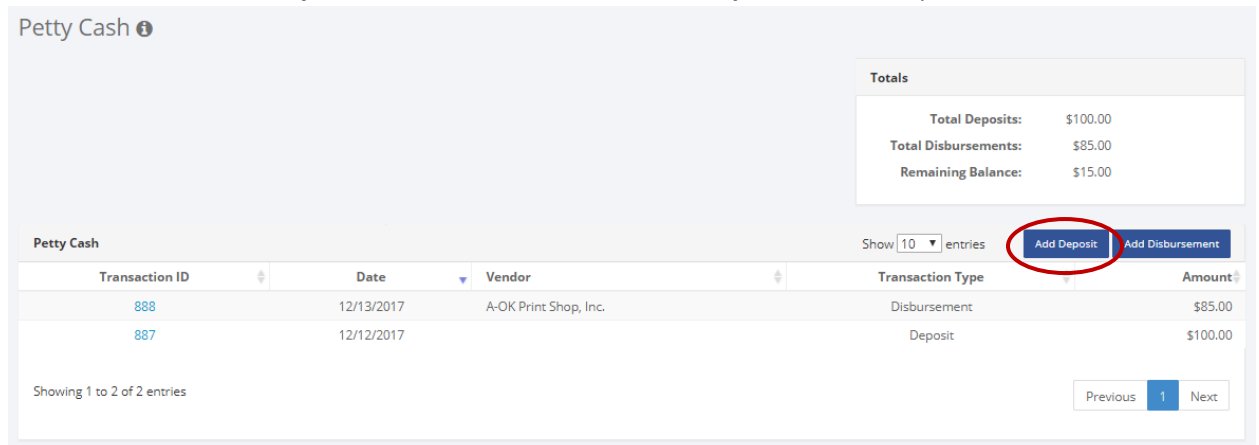 Petty Cash
Totals
Total Deposits: $100.00
Total Disbursements: $85.00
Remaining Balance: $15.00
Petty Cash Show 10 entries Add Deposit Add Disbursement
Transaction ID Date Vendor Transaction Type Amount
888 12/13/2017 A-OK Print Shop, Inc. Disbursement $85.00
887 12/12/2017 Deposit $100.00
Showing 1 to 2 of 2 entries Previous 1 Next